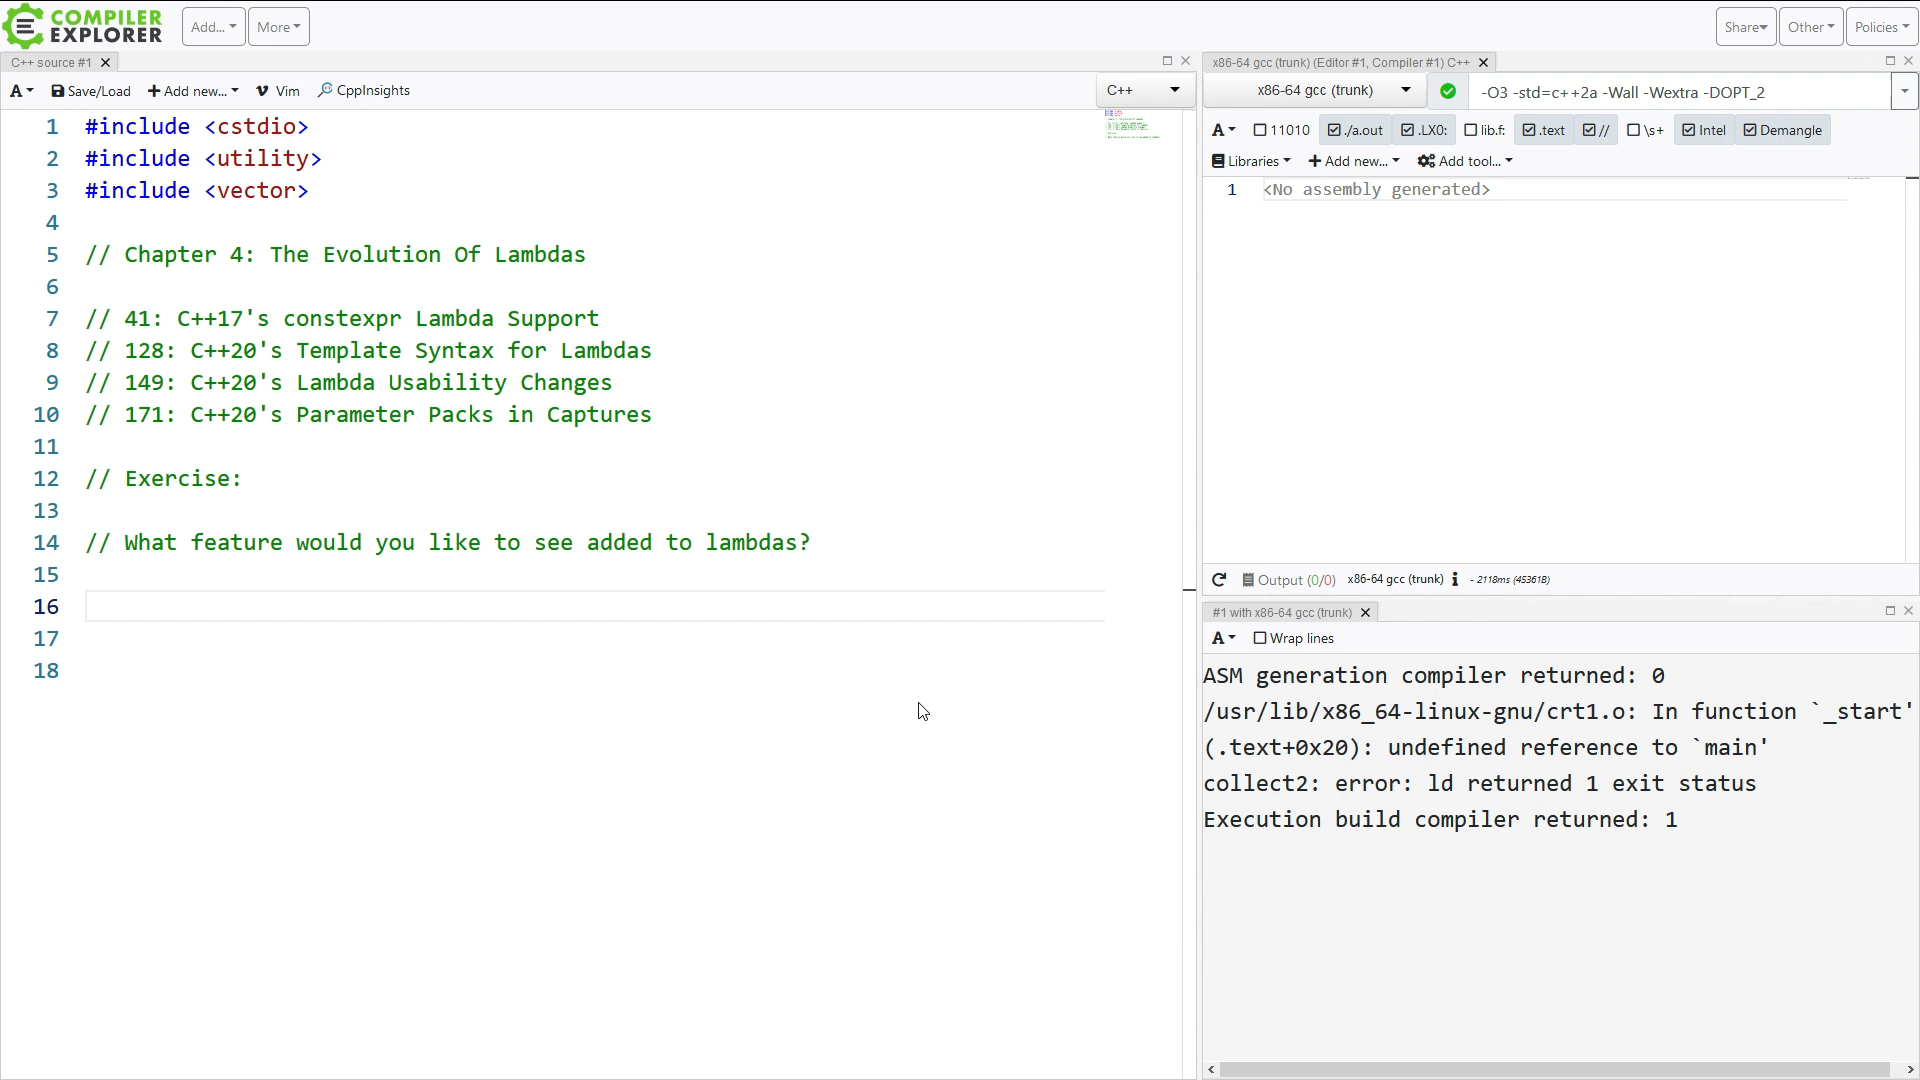 COMPILER
EXPLORER
Add...
More
Share
Other
Policies
C++ source #1
A
Save/Load
Add new...
Vim
CppInsights
C++
1 #include <cstdio>
2 #include <utility>
3 #include <vector>
4
5 // Chapter 4: The Evolution Of Lambdas
6
7 // 41: C++17's constexpr Lambda Support
8 // 128: C++20's Template Syntax for Lambdas
9 // 149: C++20's Lambda Usability Changes
10 // 171: C++20's Parameter Packs in Captures
11
12 // Exercise:
13
14 // What feature would you like to see added to lambdas?
15
16
17
18
x86-64 gcc (trunk) (Editor #1, Compiler #1) C++
x86-64 gcc (trunk)
-O3 -std=c++2a -Wall -Wextra -DOPT_2
A 11010 ./a.out .LX0: lib.f: .text // \s+ Intel Demangle
Libraries + Add new... Add tool...
1 <No assembly generated>
Output (0/0) x86-64 gcc (trunk) i - 2118ms (45361B)
#1 with x86-64 gcc (trunk)
A Wrap lines
ASM generation compiler returned: 0
/usr/lib/x86_64-linux-gnu/crt1.o: In function `_start'
(.text+0x20): undefined reference to `main'
collect2: error: ld returned 1 exit status
Execution build compiler returned: 1